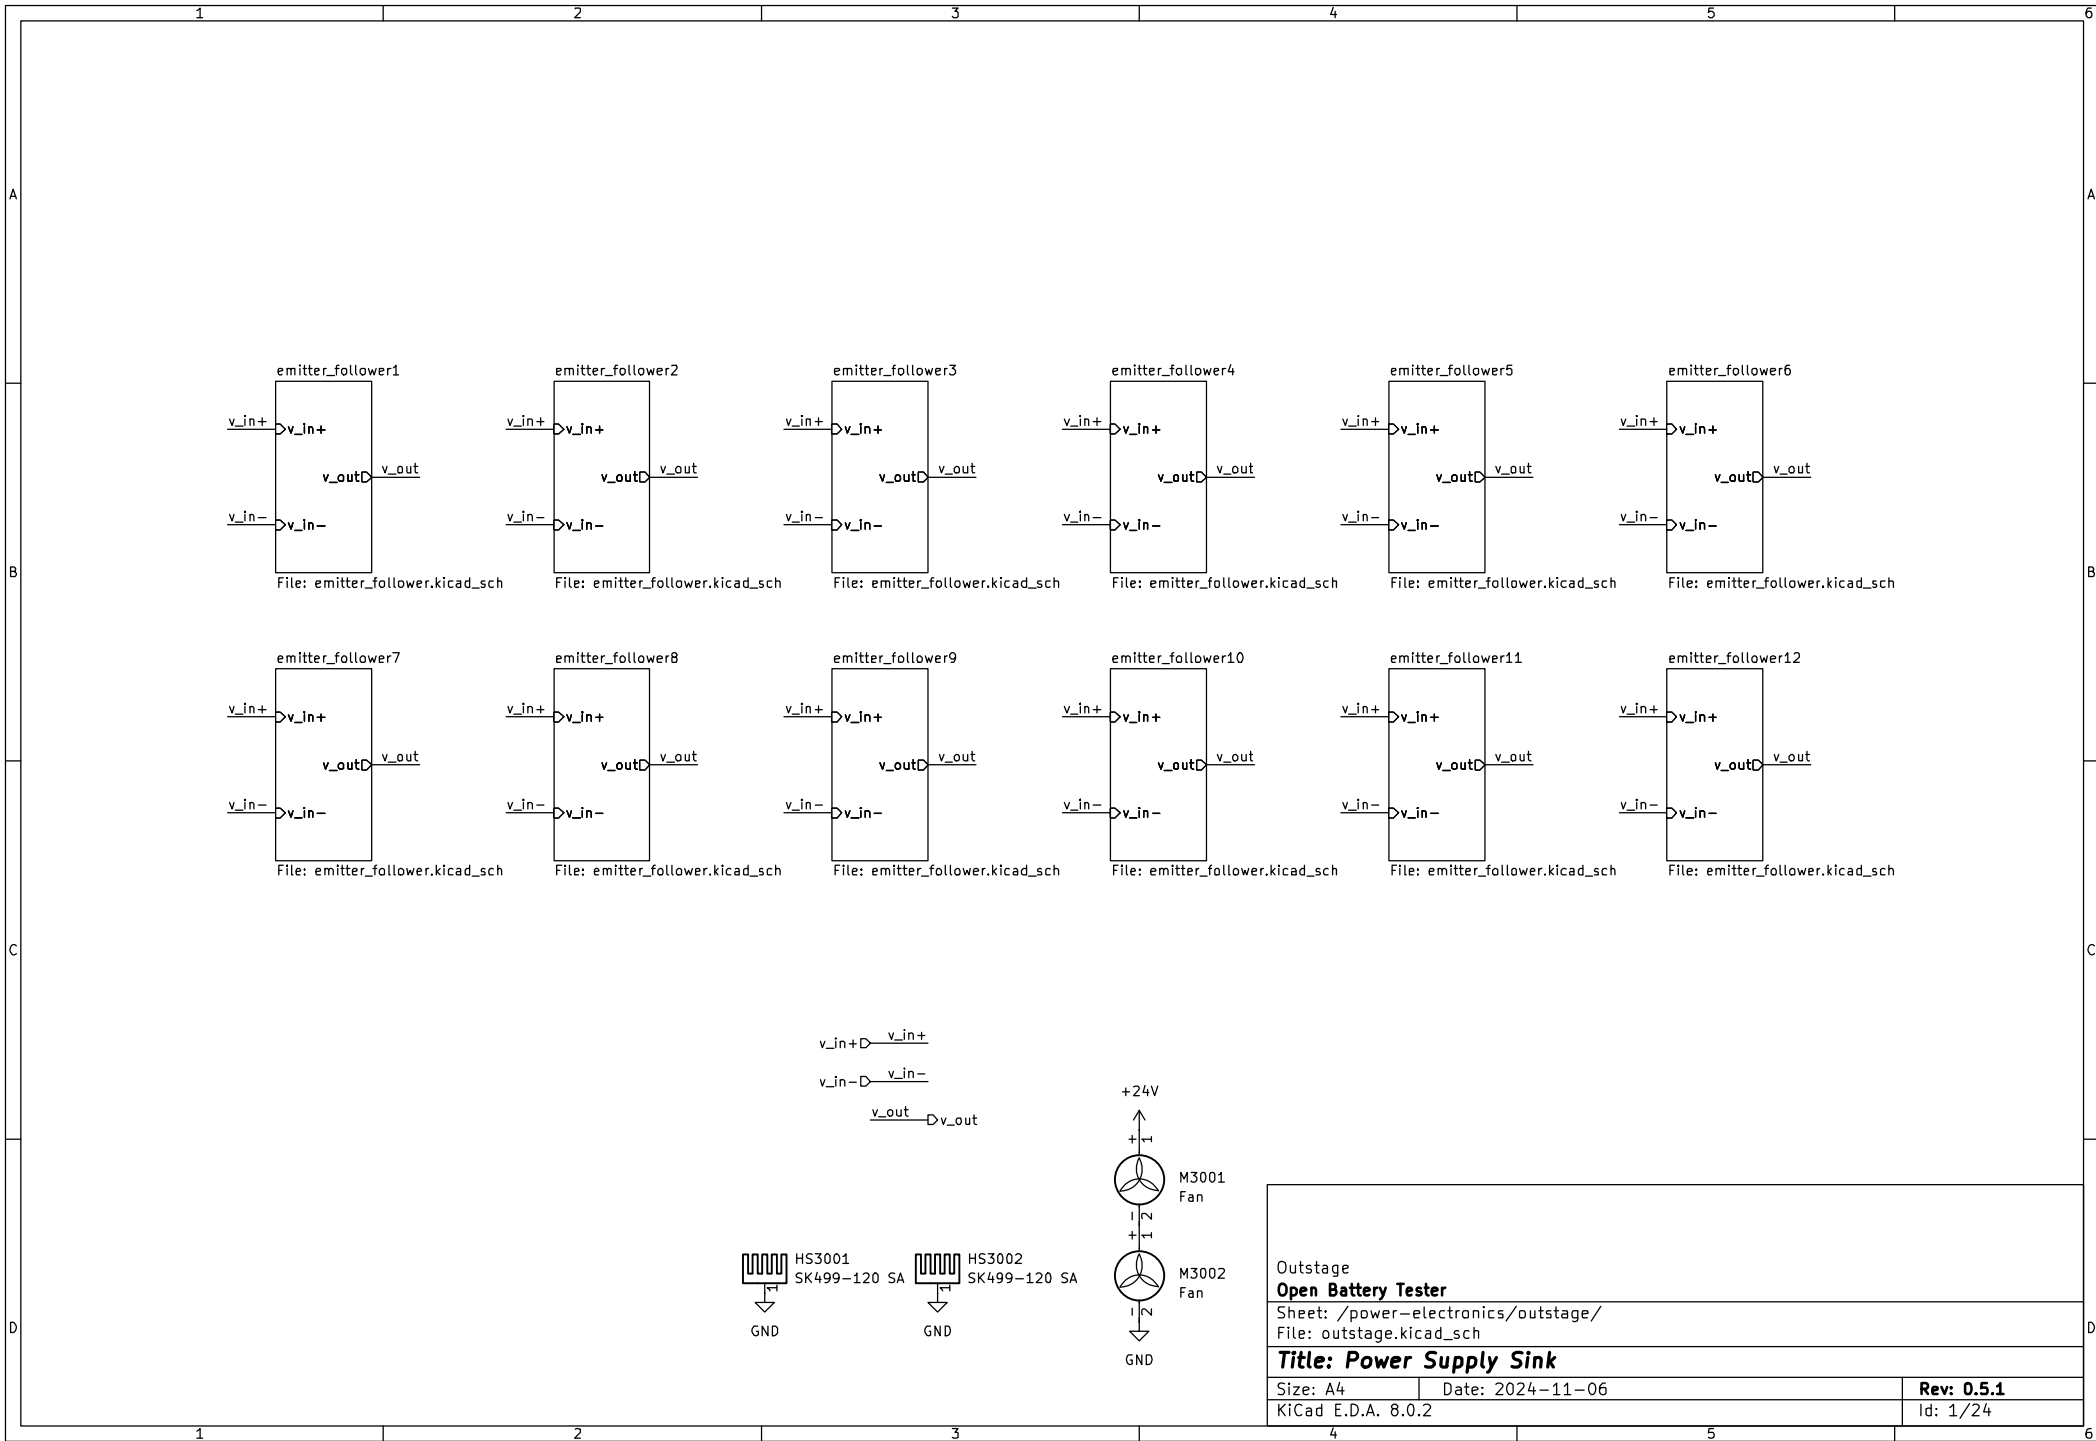 1 2 3 4 5 6
A A
emitter_follower1 emitter_follower2 emitter_follower3 emitter_follower4 emitter_follower5 emitter_follower6
v_in+ v_in+ v_in+ v_in+ v_in+ v_in+ v_in+ v_in+ v_in+ v_in+ v_in+ v_in+
v_out v_out v_out v_out v_out v_out v_out v_out v_out v_out v_out v_out
v_in- v_in- v_in- v_in- v_in- v_in- v_in- v_in- v_in- v_in- v_in- v_in-
B B
File: emitter_follower.kicad_sch File: emitter_follower.kicad_sch File: emitter_follower.kicad_sch File: emitter_follower.kicad_sch File: emitter_follower.kicad_sch File: emitter_follower.kicad_sch
emitter_follower7 emitter_follower8 emitter_follower9 emitter_follower10 emitter_follower11 emitter_follower12
v_in+ v_in+ v_in+ v_in+ v_in+ v_in+ v_in+ v_in+ v_in+ v_in+ v_in+ v_in+
v_out v_out v_out v_out v_out v_out v_out v_out v_out v_out v_out v_out
v_in- v_in- v_in- v_in- v_in- v_in- v_in- v_in- v_in- v_in- v_in- v_in-
File: emitter_follower.kicad_sch File: emitter_follower.kicad_sch File: emitter_follower.kicad_sch File: emitter_follower.kicad_sch File: emitter_follower.kicad_sch File: emitter_follower.kicad_sch
C C
v_in+ v_in+
v_in- v_in-
v_out v_out
+24V
+ 1
M3001
Fan
- 2
+ 1
M3002
Fan
- 2
GND
HS3001
SK499-120 SA
1
GND
HS3002
SK499-120 SA
1
GND
D D
Outstage
Open Battery Tester
Sheet: /power-electronics/outstage/
File: outstage.kicad_sch
Title: Power Supply Sink
Size: A4 Date: 2024-11-06 Rev: 0.5.1
KiCad E.D.A. 8.0.2 Id: 1/24
1 2 3 4 5 6